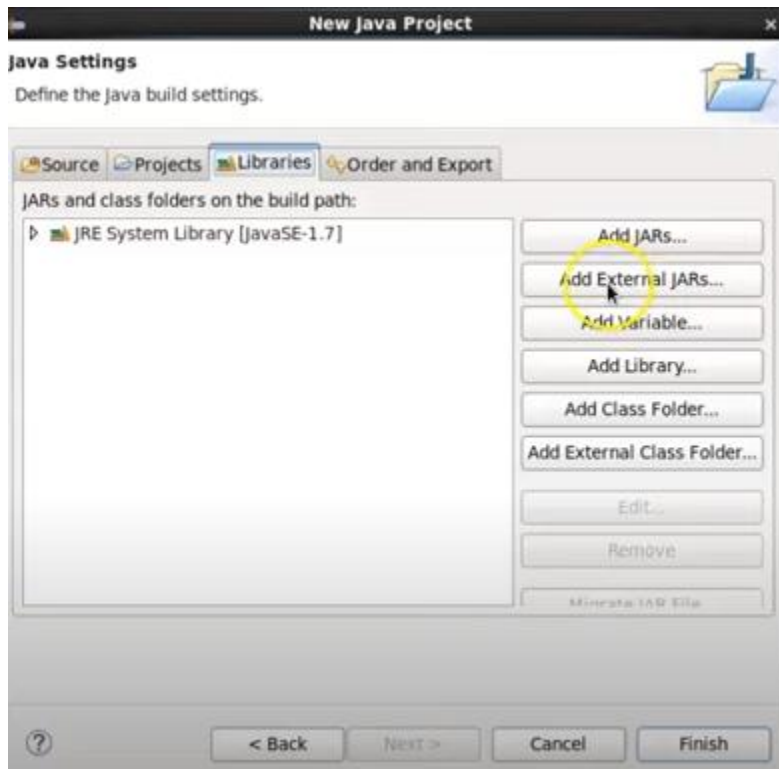 New Java Project
Java Settings
Define the Java build settings.
Source Projects Libraries Order and Export
JARs and class folders on the build path:
JRE System Library [JavaSE-1.7]
Add JARs...
Add External JARs...
Add Variable...
Add Library...
Add Class Folder...
Add External Class Folder...
Edit...
Remove
Migrate JAR File
< Back Next > Cancel Finish